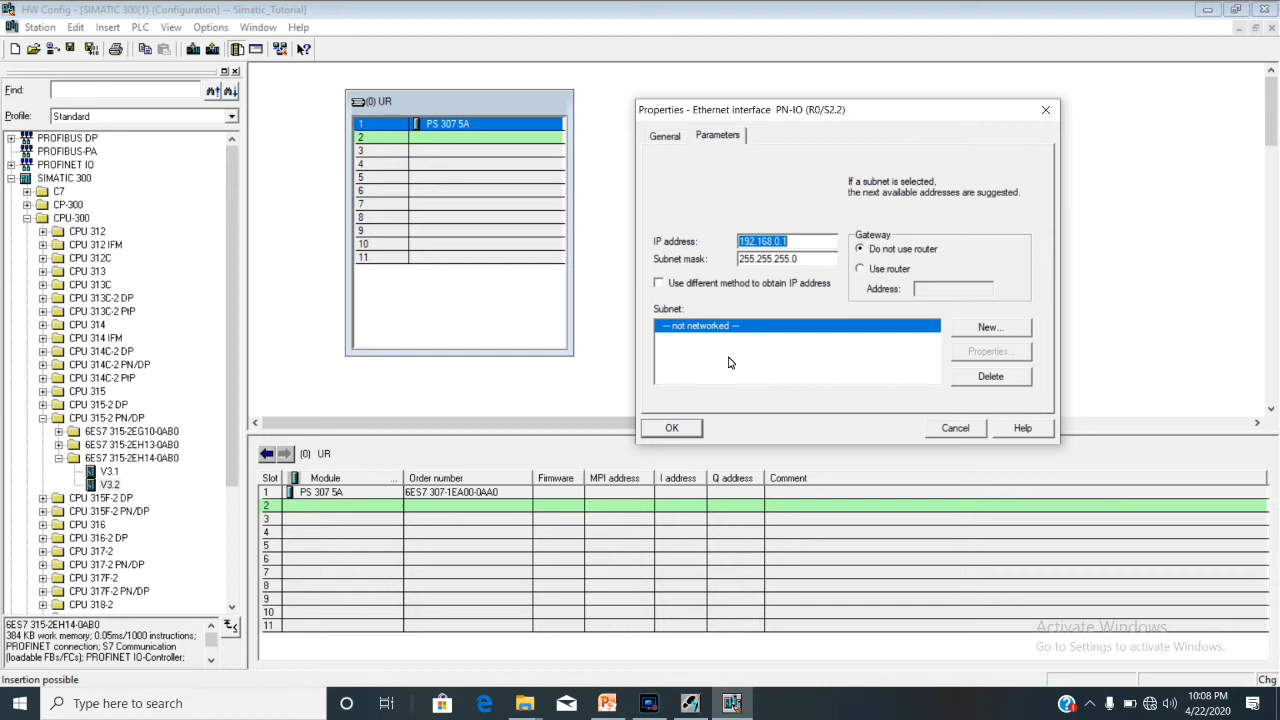 HW Config - [SIMATIC 300(1) (Configuration) -- Simatic_Tutorial]
Station Edit Insert PLC View Options Window Help
Find:
Profile: Standard
PROFIBUS DP
PROFIBUS-PA
PROFINET IO
SIMATIC 300
C7
CP-300
CPU-300
CPU 312
CPU 312 IFM
CPU 312C
CPU 313
CPU 313C
CPU 313C-2 DP
CPU 313C-2 PtP
CPU 314
CPU 314 IFM
CPU 314C-2 DP
CPU 314C-2 PN/DP
CPU 314C-2 PtP
CPU 315
CPU 315-2 DP
CPU 315-2 PN/DP
6ES7 315-2EG10-0AB0
6ES7 315-2EH13-0AB0
6ES7 315-2EH14-0AB0
V3.1
V3.2
CPU 315F-2 DP
CPU 315F-2 PN/DP
CPU 316
CPU 316-2 DP
CPU 317-2
CPU 317-2 PN/DP
CPU 317F-2
CPU 317F-2 PN/DP
CPU 318-2
6ES7 315-2EH14-0AB0
384 KB work memory; 0.05ms/1000 instructions;
PROFINET connection; S7 Communication
(loadable FBs/FCs); PROFINET IO-Controller;
Insertion possible
(0) UR
1 PS 307 5A
2
3
4
5
6
7
8
9
10
11
Properties - Ethernet interface PN-IO (R0/S2.2)
General Parameters
If a subnet is selected,
the next available addresses are suggested.
IP address: 192.168.0.1
Subnet mask: 255.255.255.0
Gateway
Do not use router
Use router
Address:
Use different method to obtain IP address
Subnet:
--- not networked ---
New...
Properties...
Delete
OK Cancel Help
(0) UR
Slot Module ... Order number Firmware MPI address I address Q address Comment
1 PS 307 5A 6ES7 307-1EA00-0AA0
2
3
4
5
6
7
8
9
10
11
Activate Windows
Go to Settings to activate Windows.
Chg
Type here to search
10:08 PM
4/22/2020